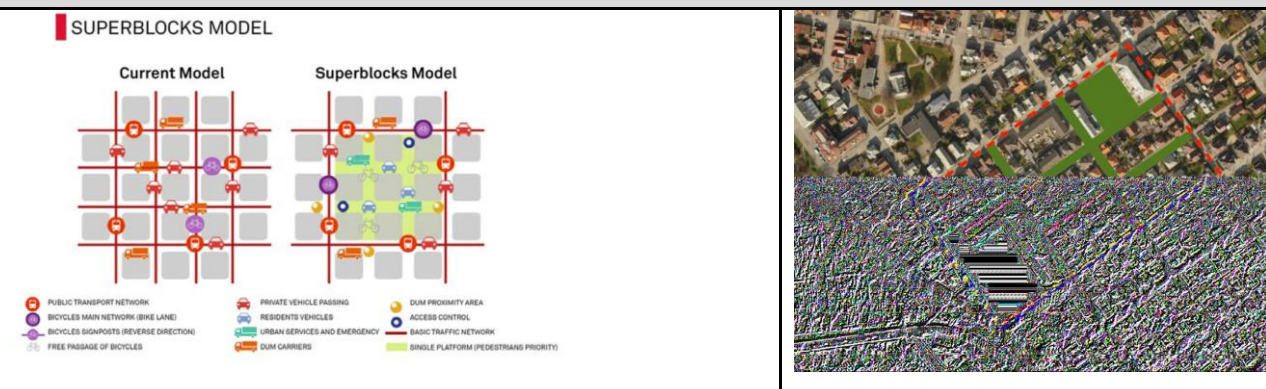 SUPERBLOCKS MODEL
Current Model
Superblocks Model
PUBLIC TRANSPORT NETWORK
BICYCLES MAIN NETWORK (BIKE LANE)
BICYCLES SIGNPOSTS (REVERSE DIRECTION)
FREE PASSAGE OF BICYCLES
PRIVATE VEHICLE PASSING
RESIDENTS VEHICLES
URBAN SERVICES AND EMERGENCY
DUM CARRIERS
DUM PROXIMITY AREA
ACCESS CONTROL
BASIC TRAFFIC NETWORK
SINGLE PLATFORM (PEDESTRIANS PRIORITY)